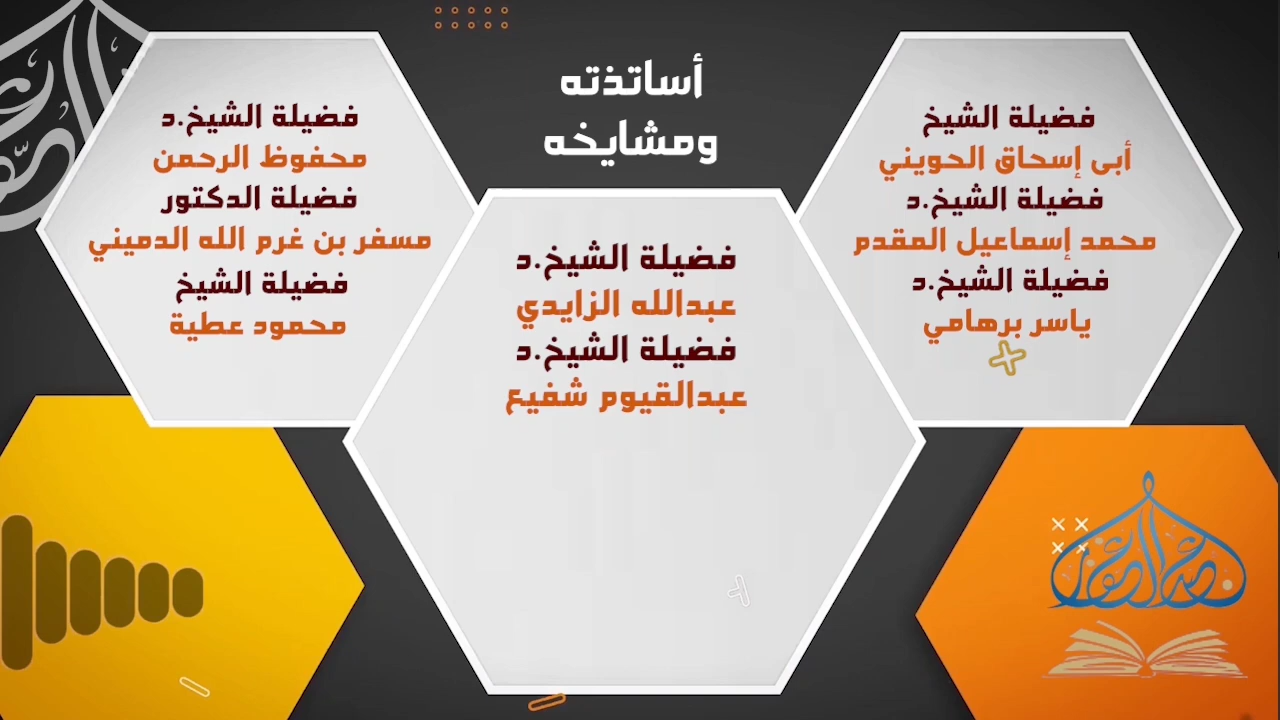 أساتذته
ومشايخه
فضيلة الشيخ
أبى إسحاق الحويني
فضيلة الشيخ.د
محمد إسماعيل المقدم
فضيلة الشيخ.د
ياسر برهامي
فضيلة الشيخ.د
عبدالله الزايدي
فضيلة الشيخ.د
عبدالقيوم شفيع
فضيلة الشيخ.د
محفوظ الرحمن
فضيلة الدكتور
مسفر بن غرم الله الدميني
فضيلة الشيخ
محمود عطية